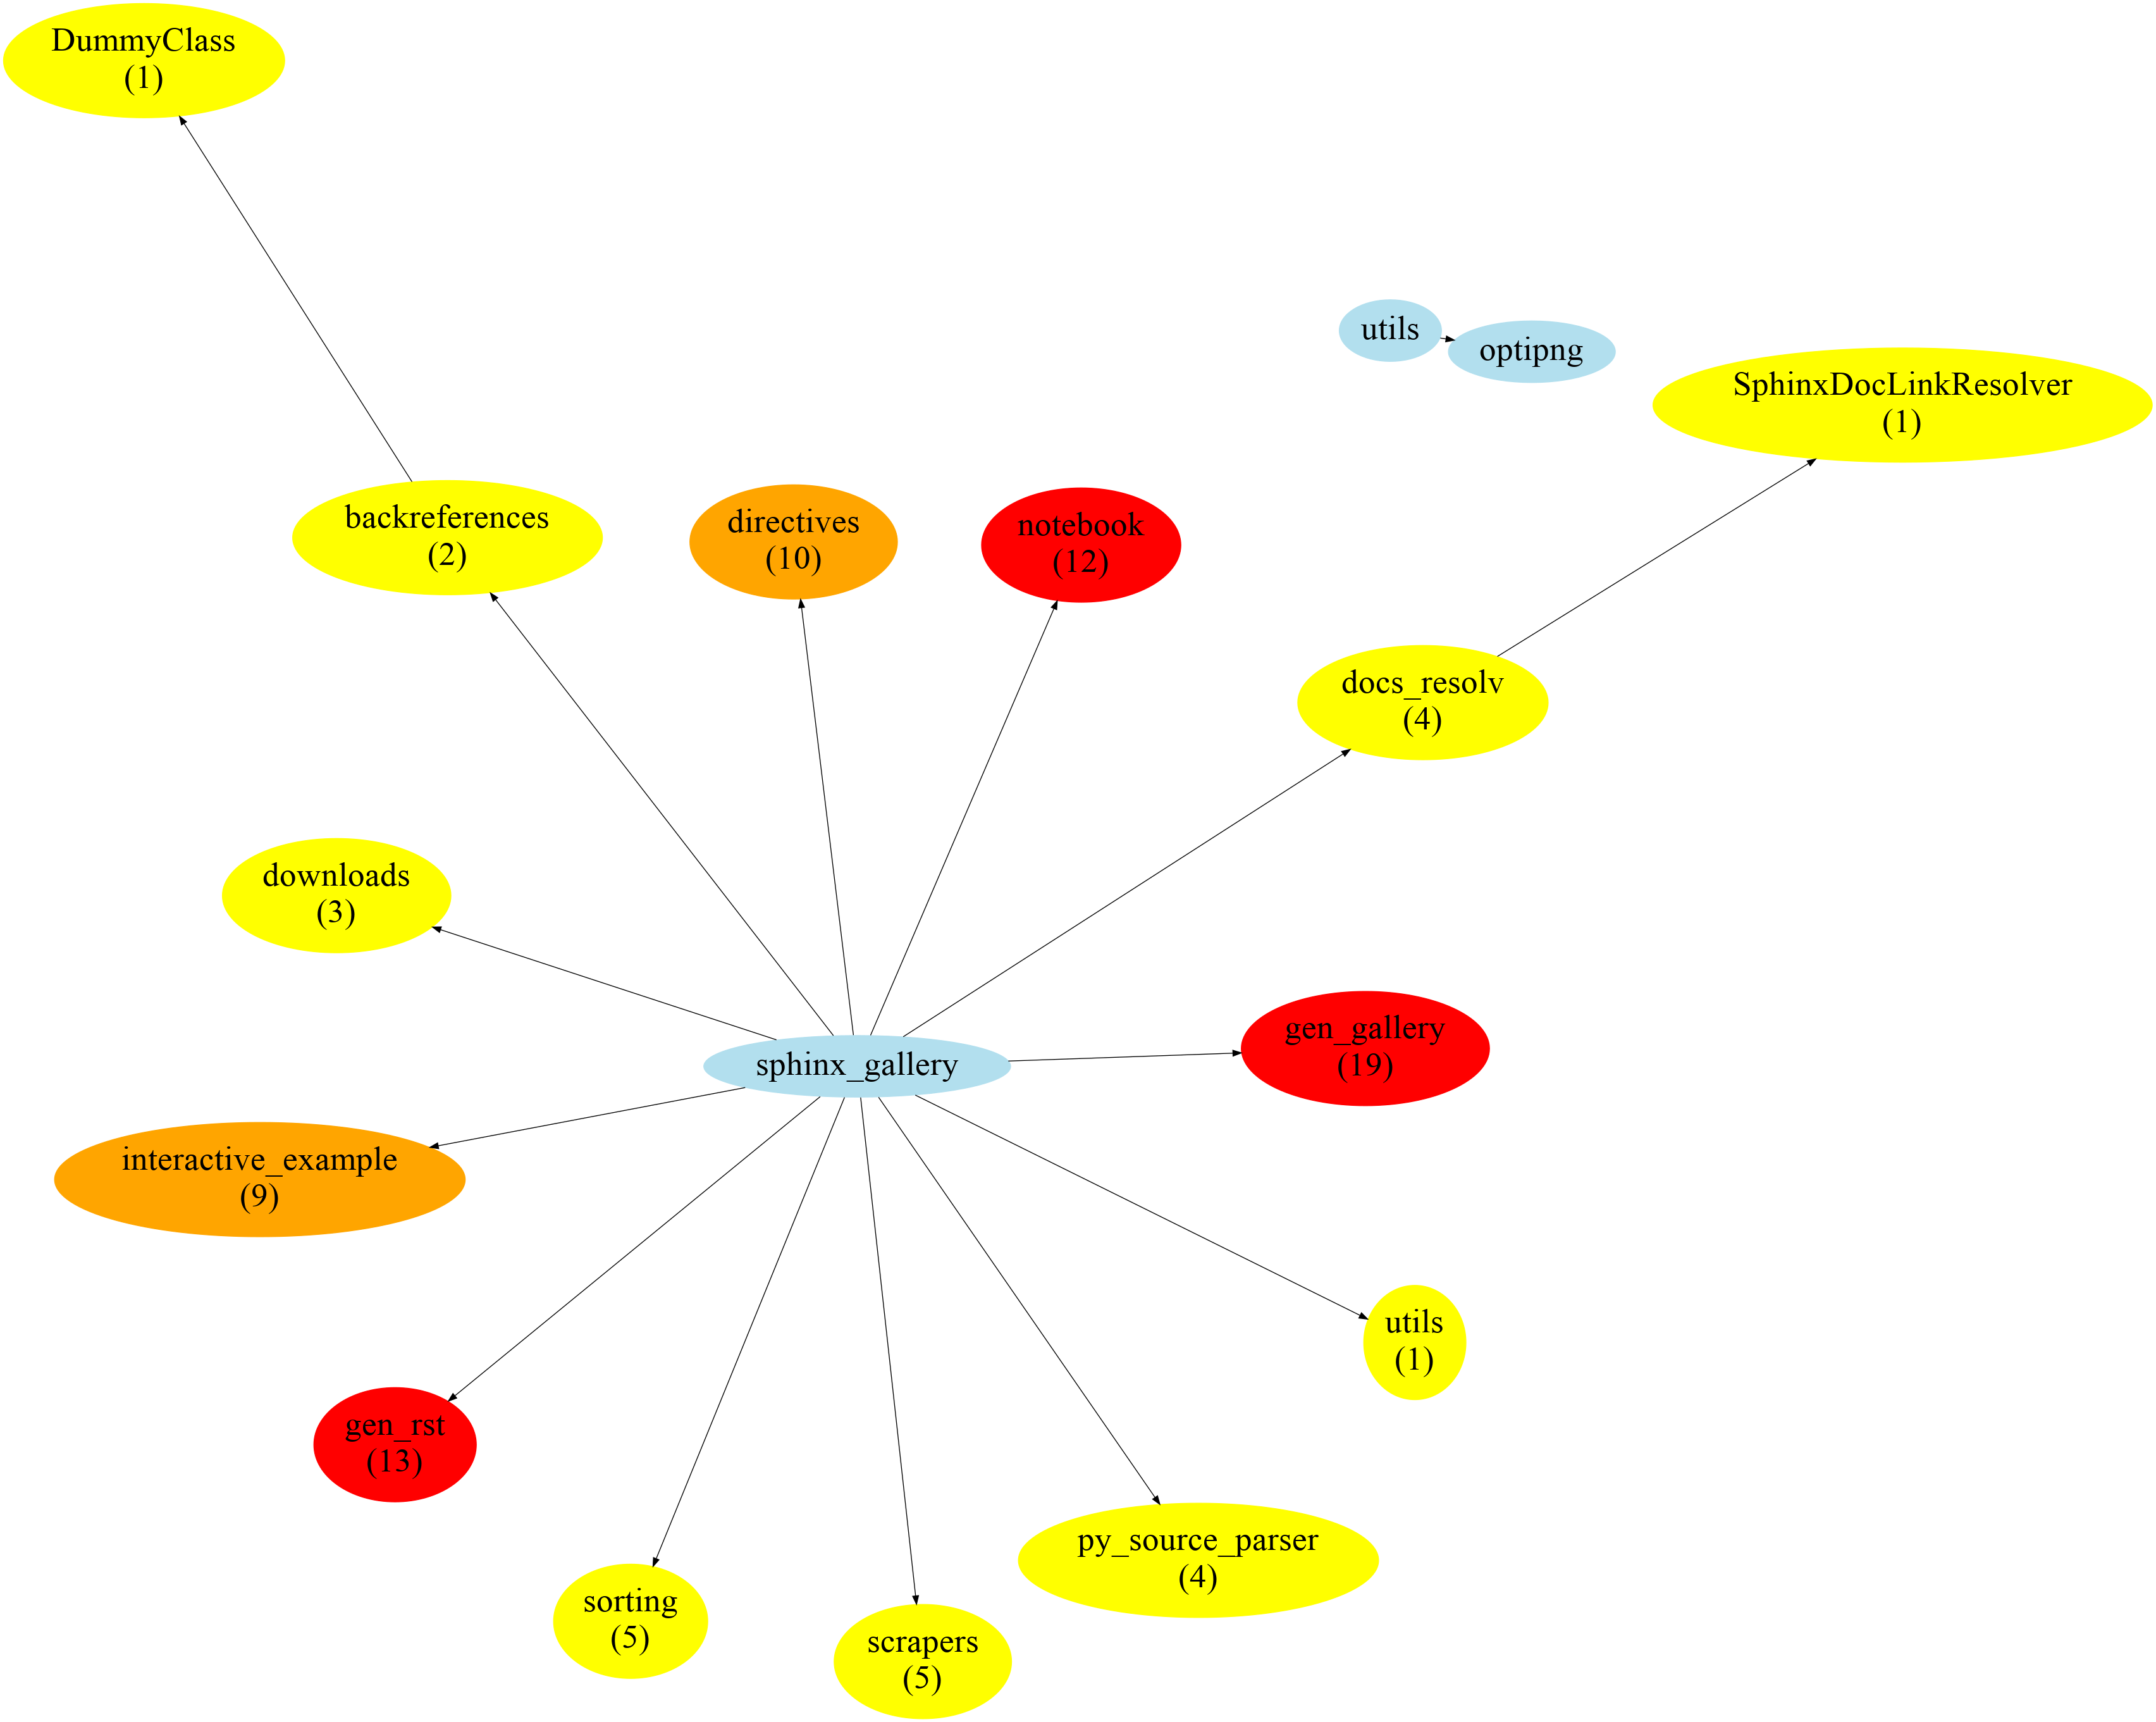 DummyClass
(1)
utils
optipng
SphinxDocLinkResolver
(1)
backreferences
(2)
directives
(10)
notebook
(12)
docs_resolv
(4)
downloads
(3)
sphinx_gallery
gen_gallery
(19)
interactive_example
(9)
utils
(1)
gen_rst
(13)
sorting
(5)
scrapers
(5)
py_source_parser
(4)